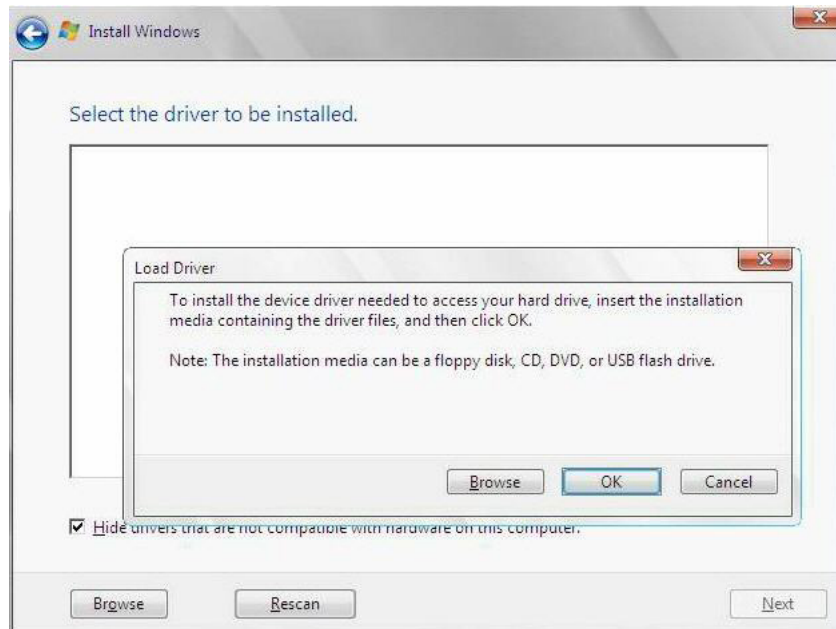 Install Windows
Select the driver to be installed.
Load Driver
To install the device driver needed to access your hard drive, insert the installation
media containing the driver files, and then click OK.
Note: The installation media can be a floppy disk, CD, DVD, or USB flash drive.
Browse OK Cancel
Hide drivers that are not compatible with hardware on this computer.
Browse Rescan Next